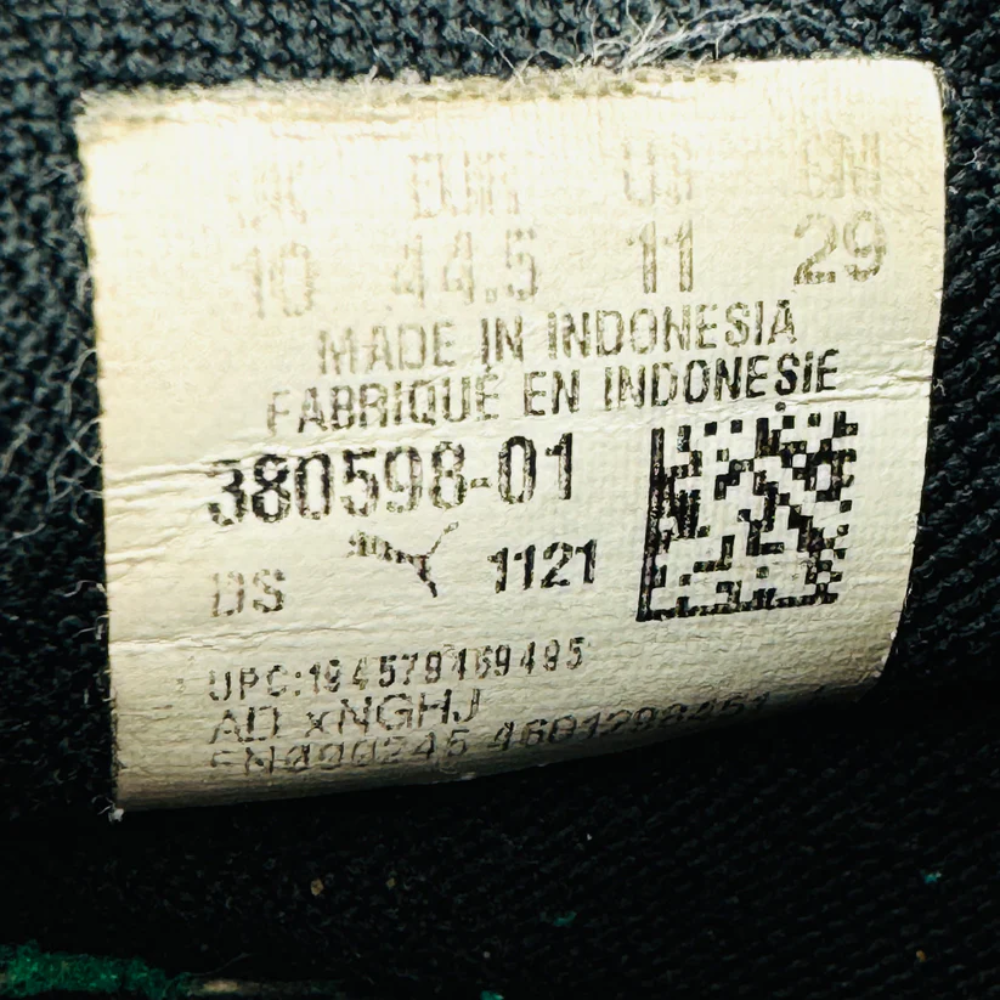 UK EUR US CM
10 44.5 11 29
MADE IN INDONESIA
FABRIQUÉ EN INDONÉSIE
380598-01
DS 1121
UPC:194579169495
AD xNGHJ